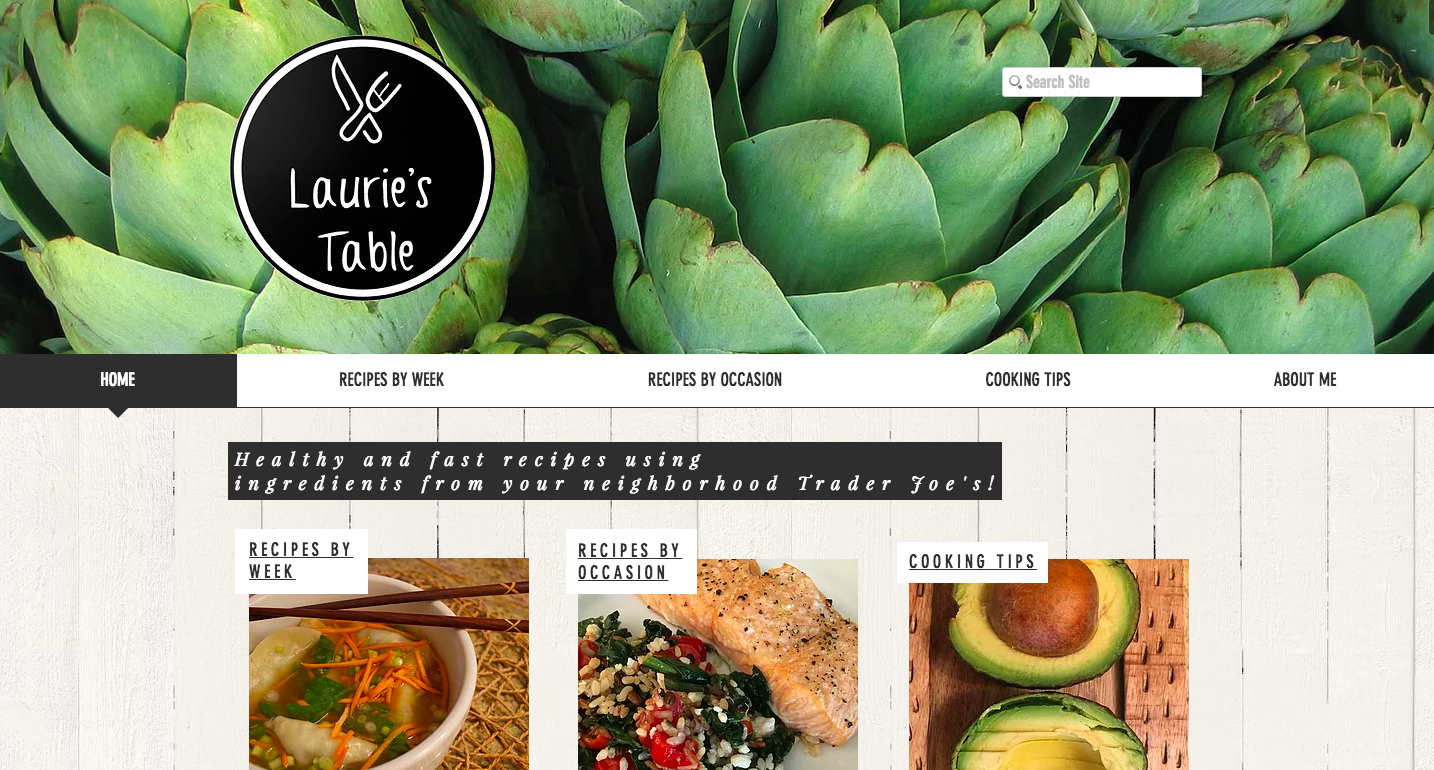 Laurie's
Table
Search Site
HOME
RECIPES BY WEEK
RECIPES BY OCCASION
COOKING TIPS
ABOUT ME
Healthy and fast recipes using
ingredients from your neighborhood Trader Joe's!
RECIPES BY
WEEK
RECIPES BY
OCCASION
COOKING TIPS